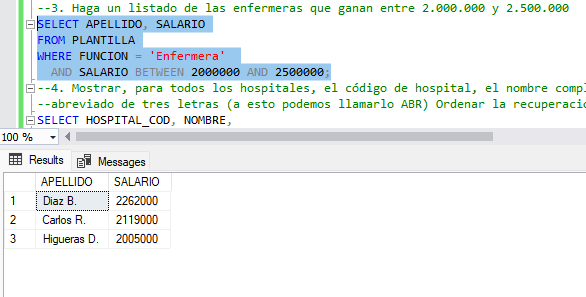 --3. Haga un listado de las enfermeras que ganan entre 2.000.000 y 2.500.000
SELECT APELLIDO, SALARIO
FROM PLANTILLA
WHERE FUNCION = 'Enfermera'
AND SALARIO BETWEEN 2000000 AND 2500000;
--4. Mostrar, para todos los hospitales, el código de hospital, el nombre compl
--abreviado de tres letras (a esto podemos llamarlo ABR) Ordenar la recuperació
SELECT HOSPITAL_COD, NOMBRE,
100 %
Results Messages
APELLIDO SALARIO
1 Diaz B. 2262000
2 Carlos R. 2119000
3 Higueras D. 2005000